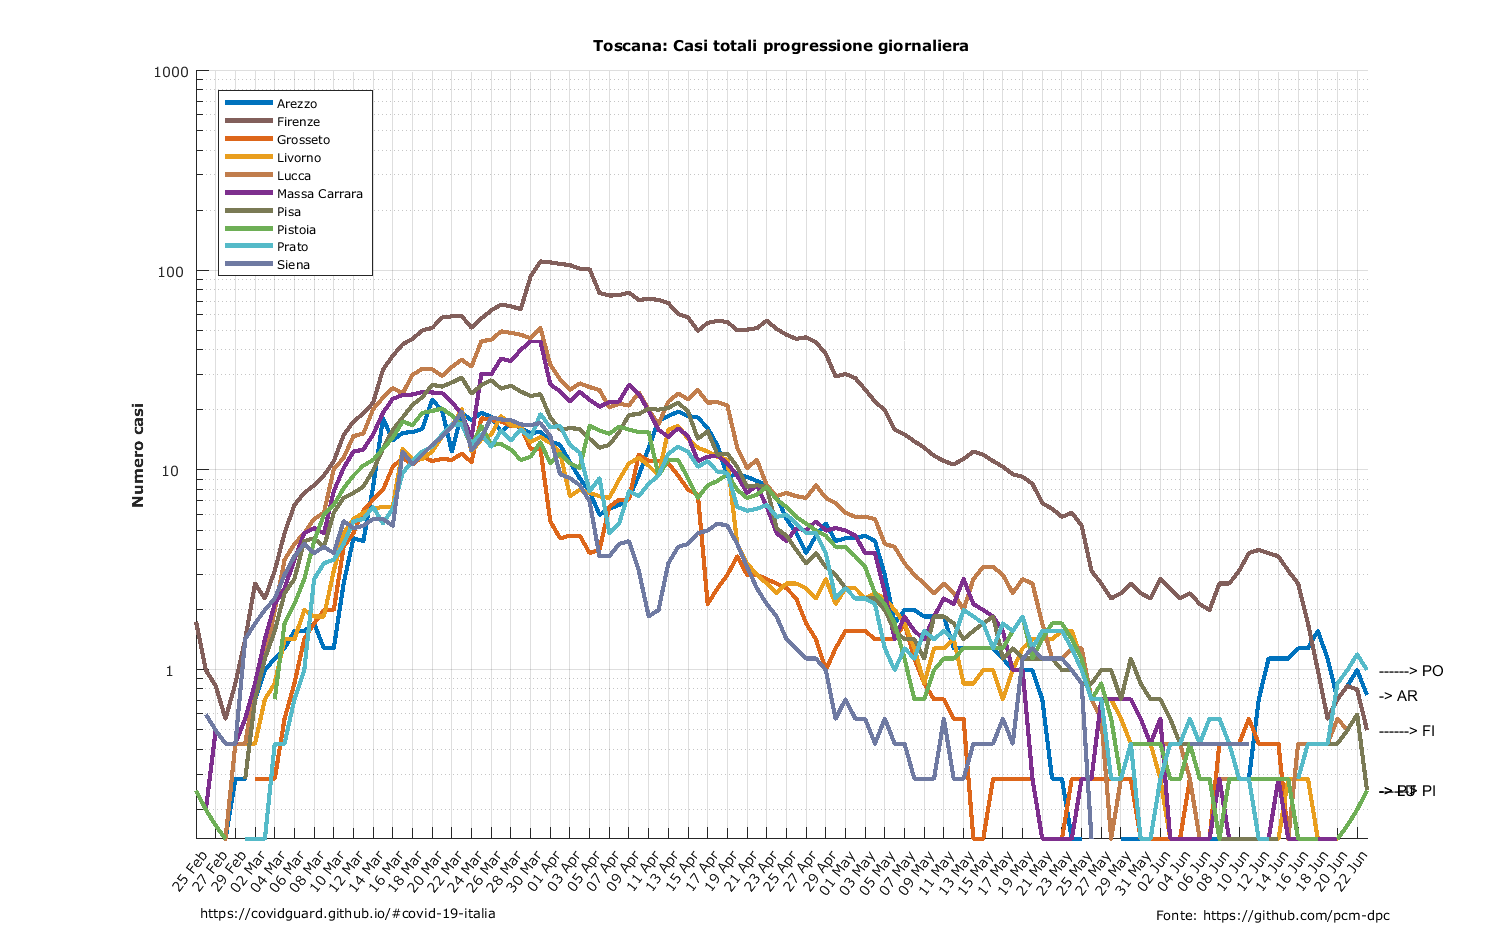 Toscana: Casi totali progressione giornaliera
1000
100
10
1
Numero casi
Arezzo
Firenze
Grosseto
Livorno
Lucca
Massa Carrara
Pisa
Pistoia
Prato
Siena
------> PO
-> AR
------> FI
PI
25 Feb
27 Feb
29 Feb
02 Mar
04 Mar
06 Mar
08 Mar
10 Mar
12 Mar
14 Mar
16 Mar
18 Mar
20 Mar
22 Mar
24 Mar
26 Mar
28 Mar
30 Mar
01 Apr
03 Apr
05 Apr
07 Apr
09 Apr
11 Apr
13 Apr
15 Apr
17 Apr
19 Apr
21 Apr
23 Apr
25 Apr
27 Apr
29 Apr
01 May
03 May
05 May
07 May
09 May
11 May
13 May
15 May
17 May
19 May
21 May
23 May
25 May
27 May
29 May
31 May
02 Jun
04 Jun
06 Jun
08 Jun
10 Jun
12 Jun
14 Jun
16 Jun
18 Jun
20 Jun
22 Jun
https://covidguard.github.io/#covid-19-italia
Fonte: https://github.com/pcm-dpc